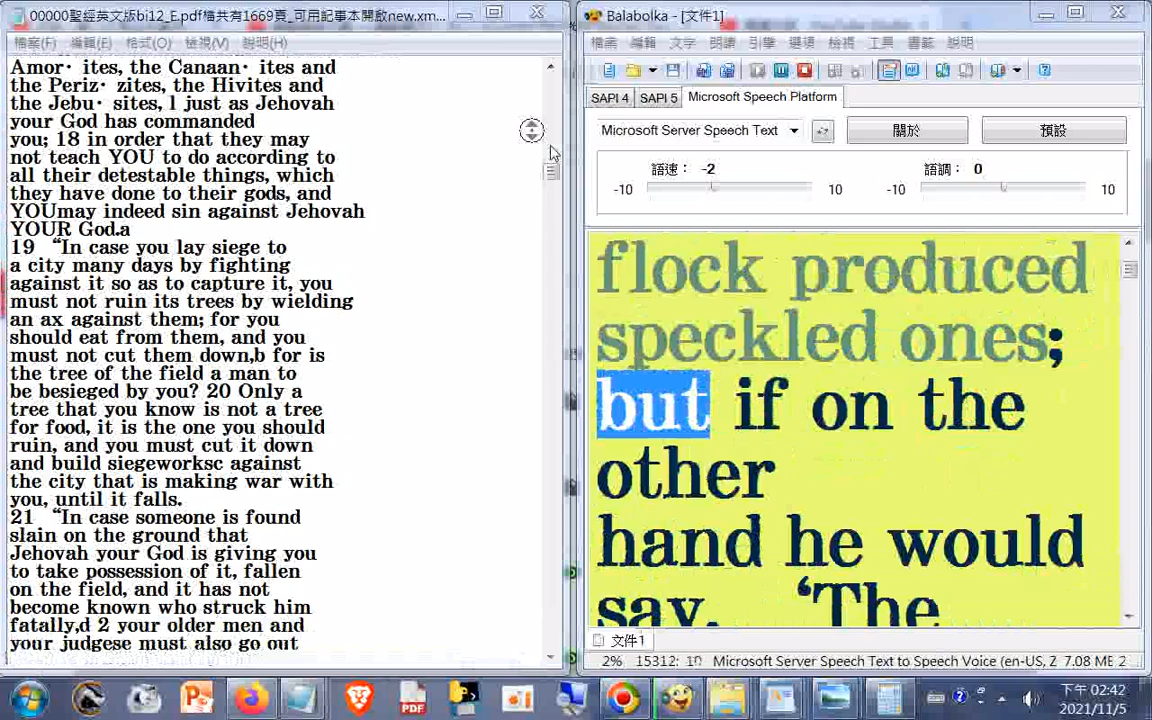 00000聖經英文版bi12_E.pdf檔共有1669頁_可用記事本開啟new.xm...
檔案(F) 編輯(E) 格式(O) 檢視(V) 說明(H)
Amor· ites, the Canaan· ites and
the Periz· zites, the Hivites and
the Jebu· sites, l just as Jehovah
your God has commanded
you; 18 in order that they may
not teach YOU to do according to
all their detestable things, which
they have done to their gods, and
YOUmay indeed sin against Jehovah
YOUR God.a
19 “In case you lay siege to
a city many days by fighting
against it so as to capture it, you
must not ruin its trees by wielding
an ax against them; for you
should eat from them, and you
must not cut them down,b for is
the tree of the field a man to
be besieged by you? 20 Only a
tree that you know is not a tree
for food, it is the one you should
ruin, and you must cut it down
and build siegeworksc against
the city that is making war with
you, until it falls.
21 “In case someone is found
slain on the ground that
Jehovah your God is giving you
to take possession of it, fallen
on the field, and it has not
become known who struck him
fatally,d 2 your older men and
your judgese must also go out
Balabolka - [文件1]
檔案 編輯 文字 朗讀 引擎 選項 檢視 工具 書籤 說明
SAPI 4 SAPI 5 Microsoft Speech Platform
Microsoft Server Speech Text 關於 預設
語速： -2 語調： 0
-10 10 -10 10
flock produced
speckled ones;
but if on the
other
hand he would
say, ‘The
文件1
2% 15312: 10 Microsoft Server Speech Text to Speech Voice (en-US, Z 7.08 MB 2
PDF
下午 02:42
2021/11/5